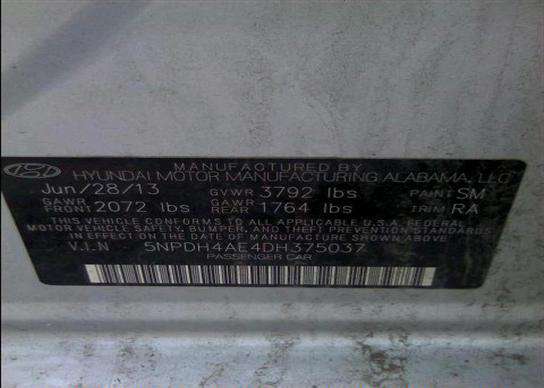 MANUFACTURED BY
HYUNDAI MOTOR MANUFACTURING ALABAMA, LLC
Jun/28/13 GVWR 3792 lbs PAINT SM
GAWR FRONT 2072 lbs GAWR REAR 1764 lbs TRIM RA
THIS VEHICLE CONFORMS TO ALL APPLICABLE FEDERAL
MOTOR VEHICLE SAFETY, BUMPER, AND THEFT PREVENTION STANDARDS
IN EFFECT ON THE DATE OF MANUFACTURE SHOWN ABOVE.
V.I.N 5NPDH4AE4DH375037
PASSENGER CAR